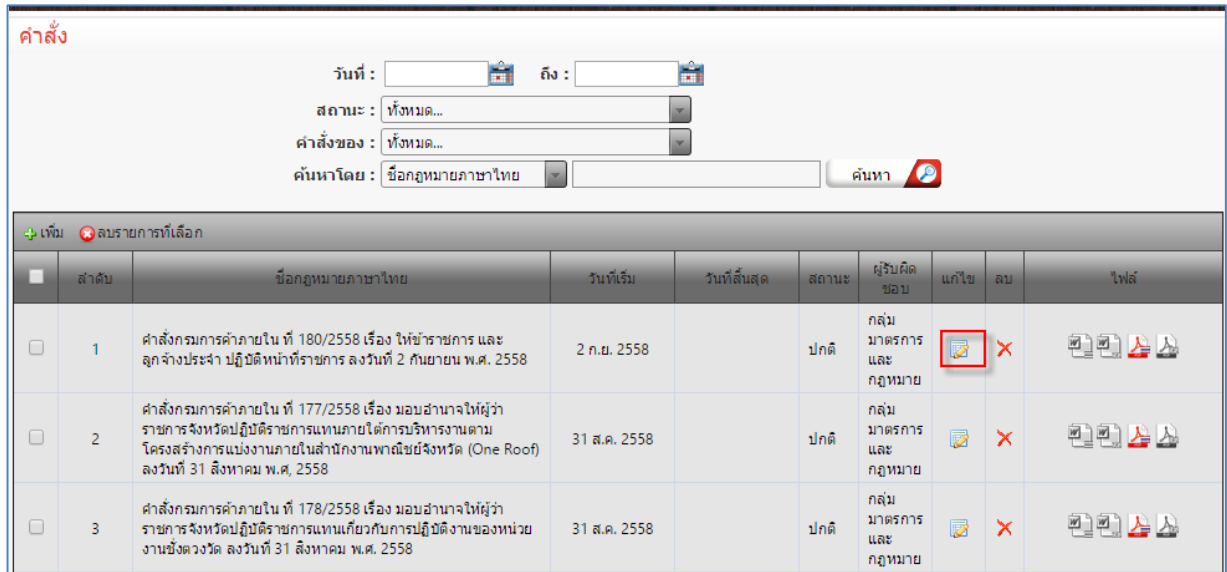 คำสั่ง
วันที่ : ถึง :
สถานะ : ทั้งหมด...
คำสั่งของ : ทั้งหมด...
ค้นหาโดย : ชื่อกฎหมายภาษาไทย ค้นหา
เพิ่ม ลบรายการที่เลือก
ลำดับ ชื่อกฎหมายภาษาไทย วันที่เริ่ม วันที่สิ้นสุด สถานะ ผู้รับผิด แก้ไข ลบ ไฟล์
ชอบ
กลุ่ม
คำสั่งกรมการค้าภายใน ที่ 180/2558 เรื่อง ให้ข้าราชการ และ มาตรการ
1 2 ก.ย. 2558 ปกติ
ลูกจ้างประจำ ปฏิบัติหน้าที่ราชการ ลงวันที่ 2 กันยายน พ.ศ. 2558 และ
กฎหมาย
คำสั่งกรมการค้าภายใน ที่ 177/2558 เรื่อง มอบอำนาจให้ผู้ว่า กลุ่ม
ราชการจังหวัดปฏิบัติราชการแทนภายใต้การบริหารงานตาม มาตรการ
2 31 ส.ค. 2558 ปกติ
โครงสร้างการแบ่งงานภายในสำนักงานพาณิชย์จังหวัด (One Roof) และ
ลงวันที่ 31 สิงหาคม พ.ศ, 2558 กฎหมาย
กลุ่ม
คำสั่งกรมการค้าภายใน ที่ 178/2558 เรื่อง มอบอำนาจให้ผู้ว่า
3 ราชการจังหวัดปฏิบัติราชการแทนเกี่ยวกับการปฏิบัติงานของหน่วย 31 ส.ค. 2558 ปกติ มาตรการ
งานชั่งตวงวัด ลงวันที่ 31 สิงหาคม พ.ศ. 2558 และ
กฎหมาย